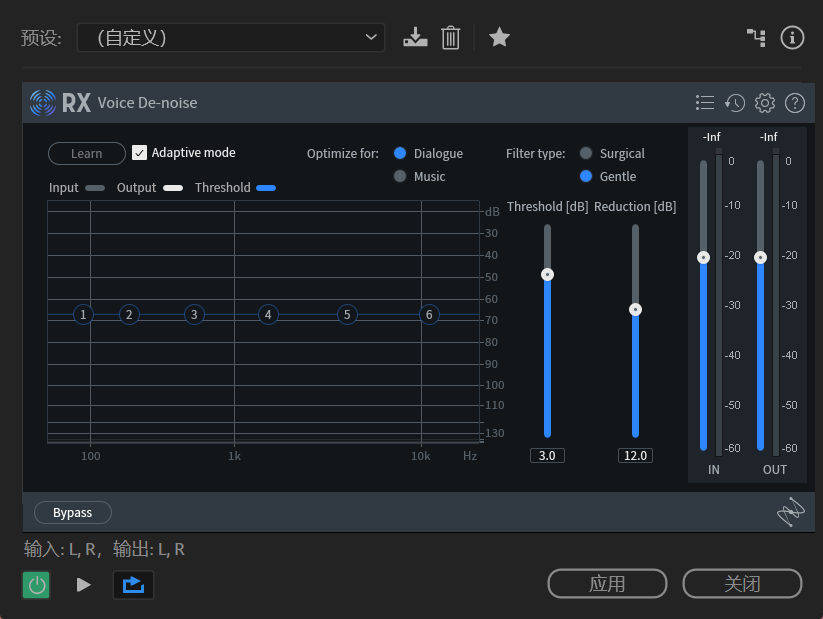 预设: (自定义)
RX Voice De-noise
Learn Adaptive mode Optimize for: Dialogue Filter type: Surgical
Music Gentle
Input Output Threshold
Threshold [dB] Reduction [dB]
dB
-30
-40
-50
-60
-70
-80
-90
-100
-110
-130
1 2 3 4 5 6
100 1k 10k Hz
3.0 12.0
-Inf -Inf
0 0
-10 -10
-20 -20
-30 -30
-40 -40
-50 -50
-60 -60
IN OUT
Bypass
输入: L, R, 输出: L, R
应用 关闭